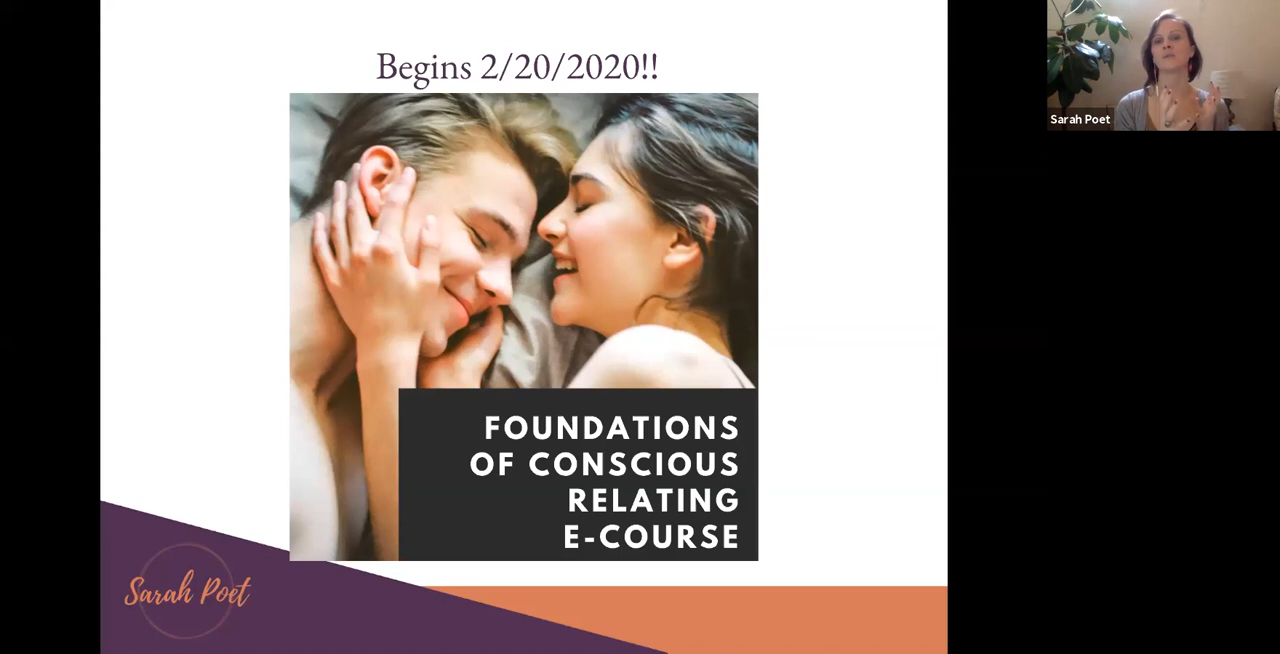 Begins 2/20/2020!!
Sarah Poet
FOUNDATIONS
OF CONSCIOUS
RELATING
E-COURSE
Sarah Poet